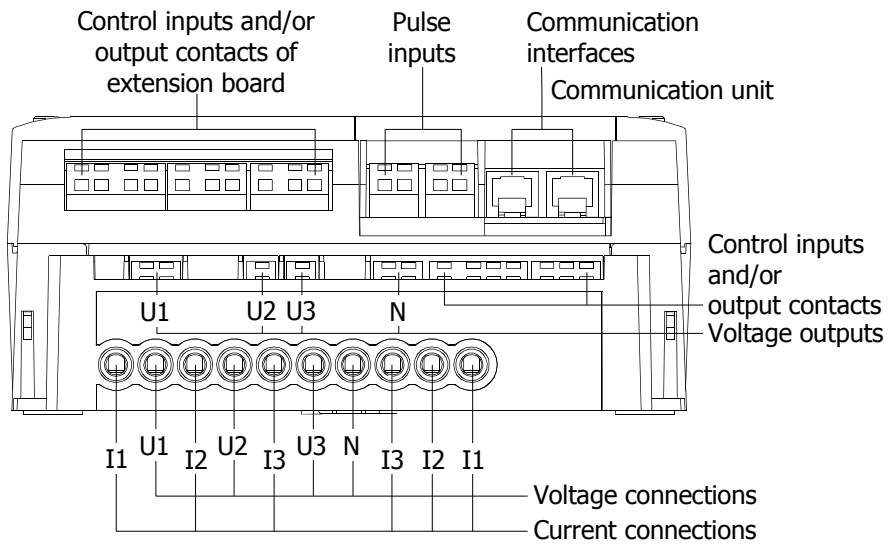 Control inputs and/or
output contacts of
extension board
Pulse
inputs
Communication
interfaces
Communication unit
Control inputs
and/or
output contacts
Voltage outputs
U1
U2 U3
N
I1 U1 I2 U2 I3 U3 N I3 I2 I1
Voltage connections
Current connections